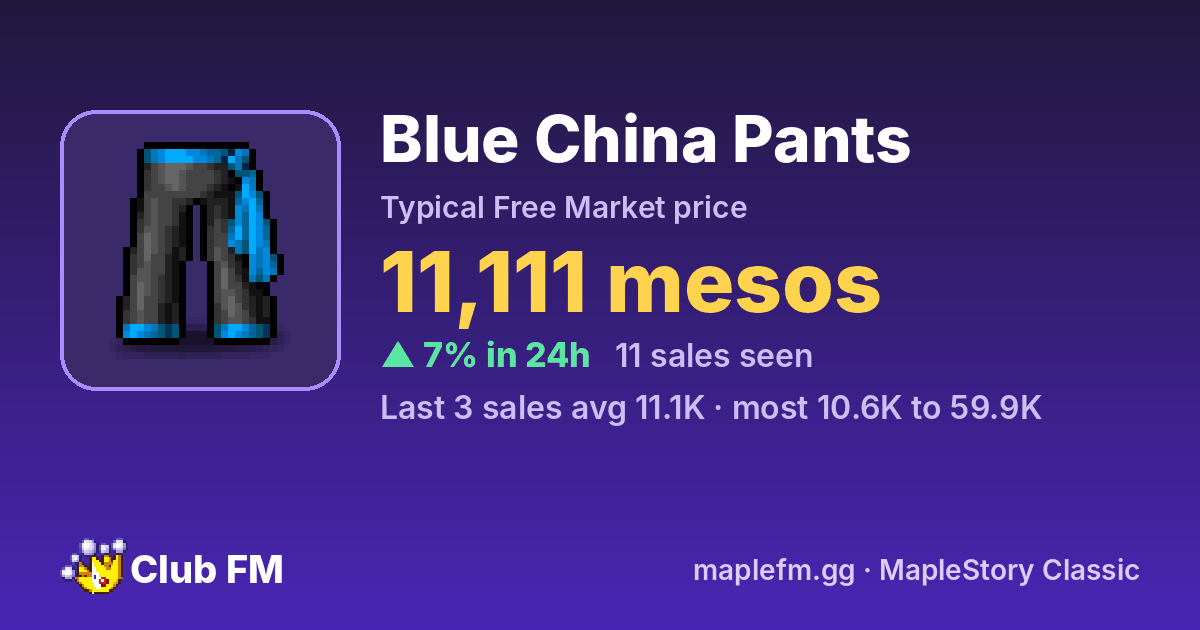 Blue China Pants
Typical Free Market price
11,111 mesos
▲ 7% in 24h 11 sales seen
Last 3 sales avg 11.1K · most 10.6K to 59.9K
Club FM
maplefm.gg · MapleStory Classic